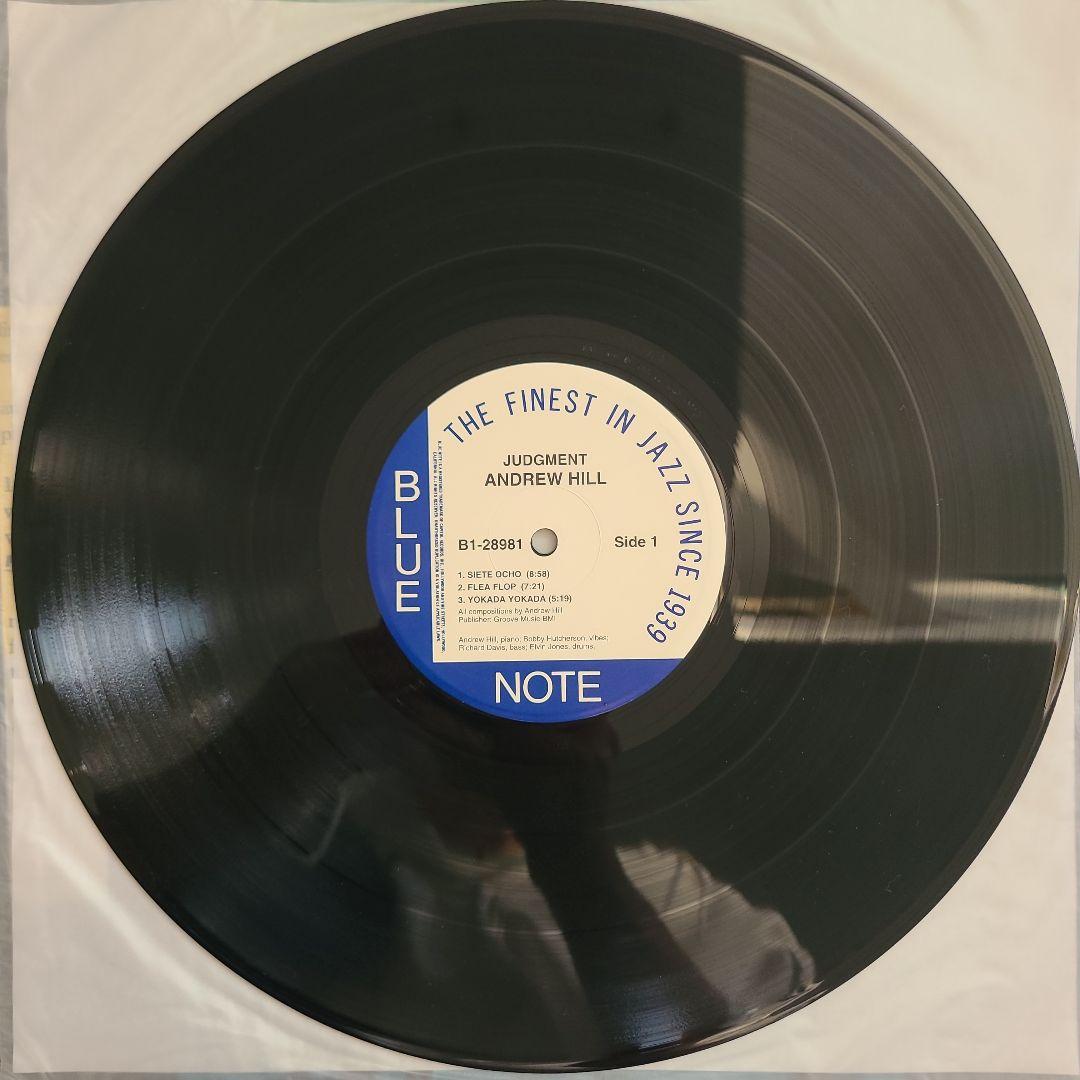 THE FINEST IN JAZZ SINCE 1939
JUDGMENT
ANDREW HILL
B1-28981
Side 1
1. SIETE OCHO (8:58)
2. FLEA FLOP (7:21)
3. YOKADA YOKADA (5:19)
All compositions by Andrew Hill
Publisher: Groove Music BMI
Andrew Hill, piano; Bobby Hutcherson, vibes;
Richard Davis, bass; Elvin Jones, drums.
BLUE
NOTE